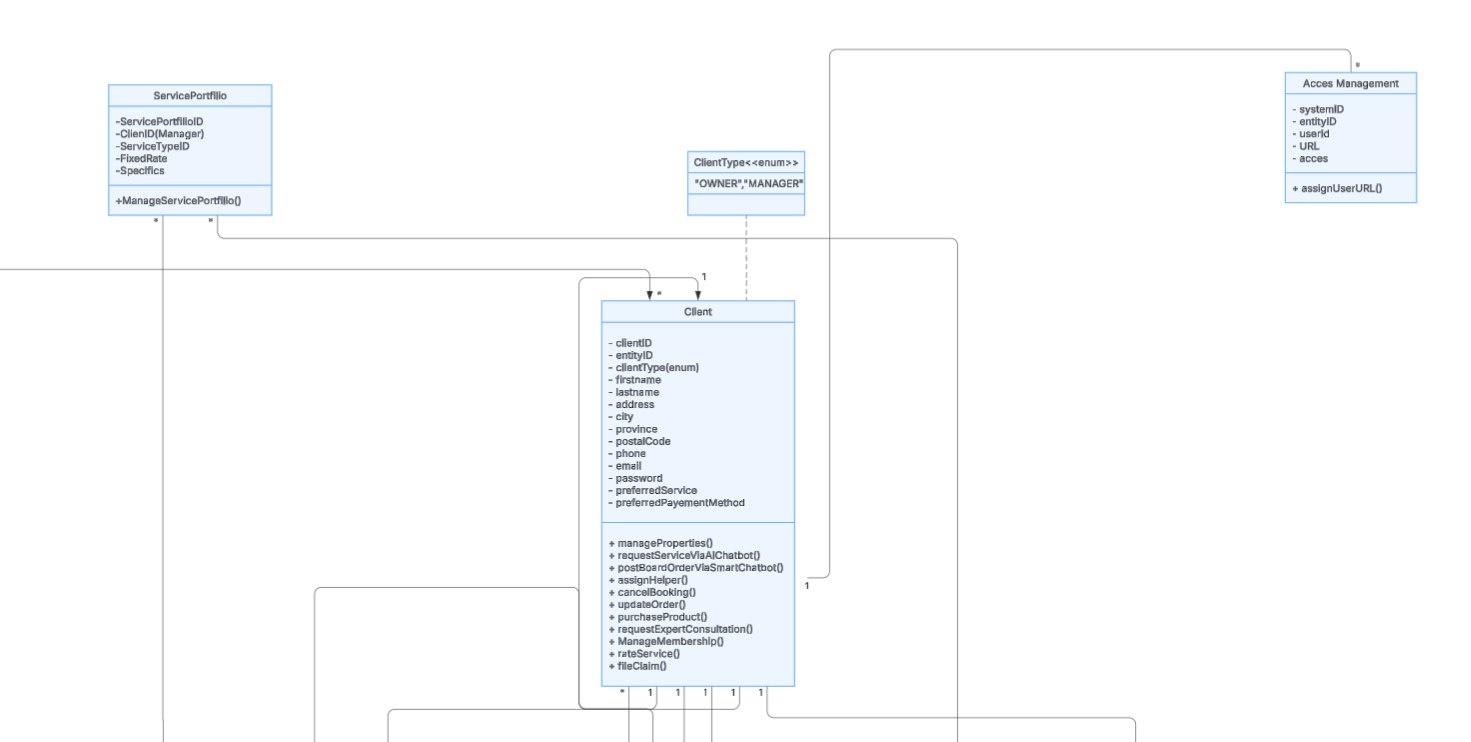 *
Acces Management
- systemID
- entityID
- userId
- URL
- acces
+ assignUserURL()
ServicePortfilio
-ServicePortfilioID
-ClienID(Manager)
-ServiceTypeID
-FixedRate
-Specifics
+ManageServicePortfilio()
* *
ClientType<<enum>>
"OWNER","MANAGER"
1
*
Client
- clientID
- entityID
- clientType(enum)
- firstname
- lastname
- address
- city
- province
- postalCode
- phone
- email
- password
- preferredService
- preferredPayementMethod
+ manageProperties()
+ requestServiceViaAIChatbot()
+ postBoardOrderViaSmartChatbot()
+ assignHelper()
+ cancelBooking()
+ updateOrder()
+ purchaseProduct()
+ requestExpertConsultation()
+ ManageMembership()
+ rateService()
+ fileClaim()
1
* 1 1 1 1 1